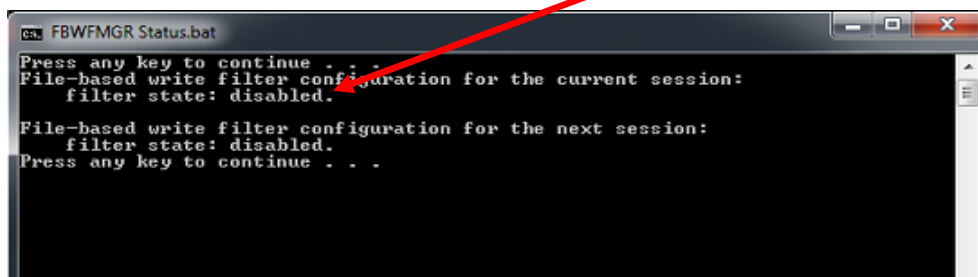 FBWFMGR Status.bat
Press any key to continue . . .
File-based write filter configuration for the current session:
filter state: disabled.
File-based write filter configuration for the next session:
filter state: disabled.
Press any key to continue . . .